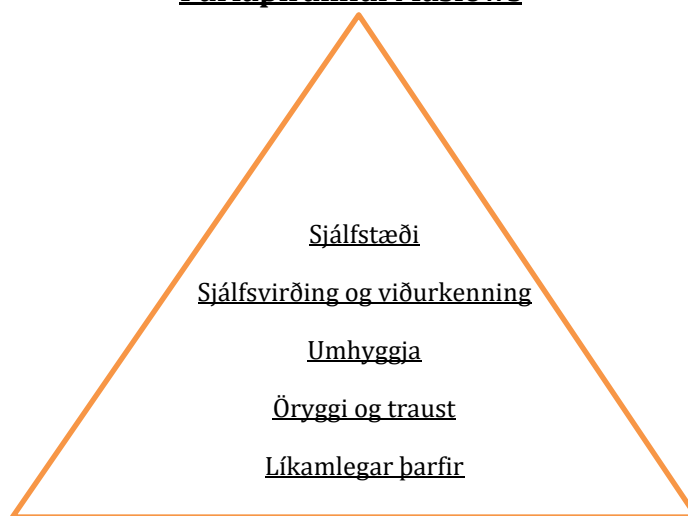 Sjálfstæði
Sjálfsvirðing og viðurkenning
Umhyggja
Öryggi og traust
Líkamlegar þarfir